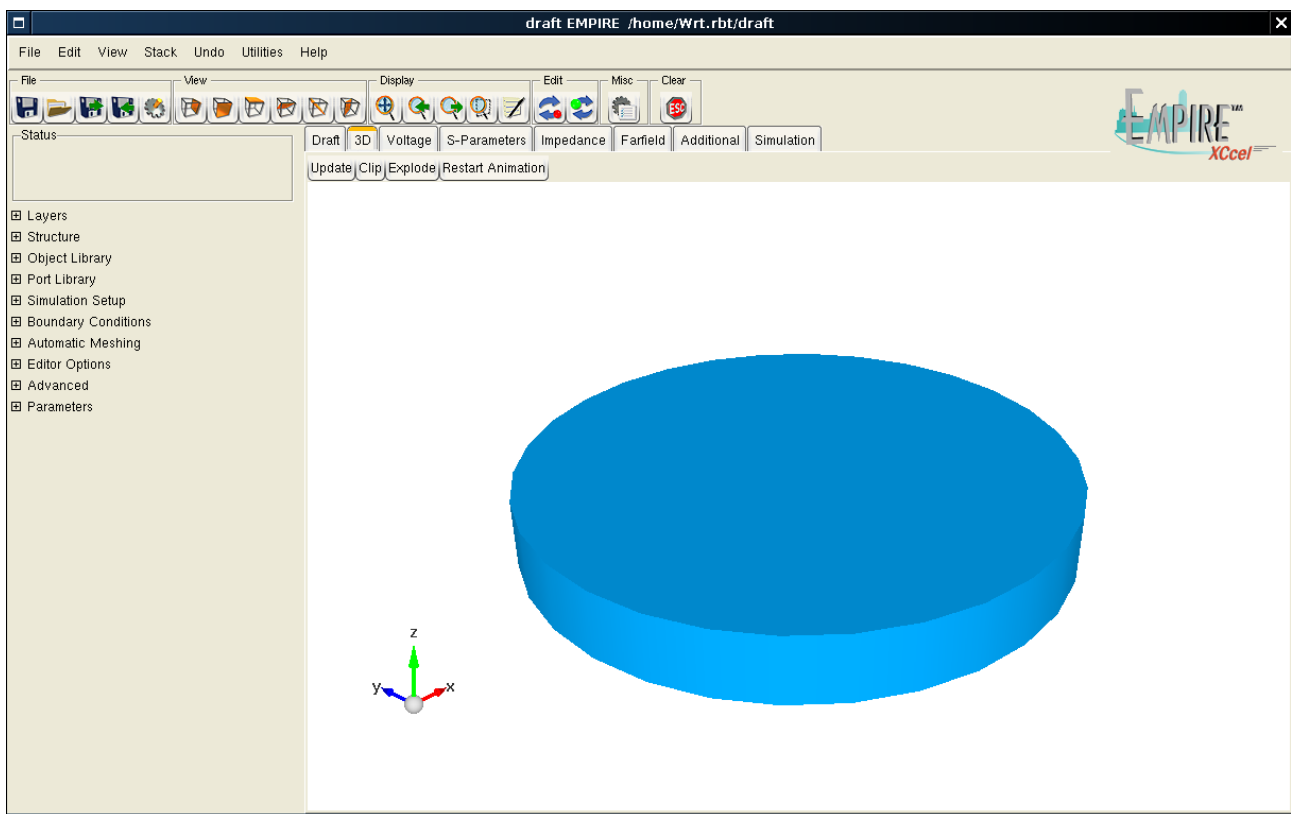 draft EMPIRE /home/Wrt.rbt/draft
File Edit View Stack Undo Utilities Help
File View Display Edit Misc Clear
ESC
EMPIRE™
XCcel
Status
Draft 3D Voltage S-Parameters Impedance Farfield Additional Simulation
Update Clip Explode Restart Animation
Layers
Structure
Object Library
Port Library
Simulation Setup
Boundary Conditions
Automatic Meshing
Editor Options
Advanced
Parameters
z
y x